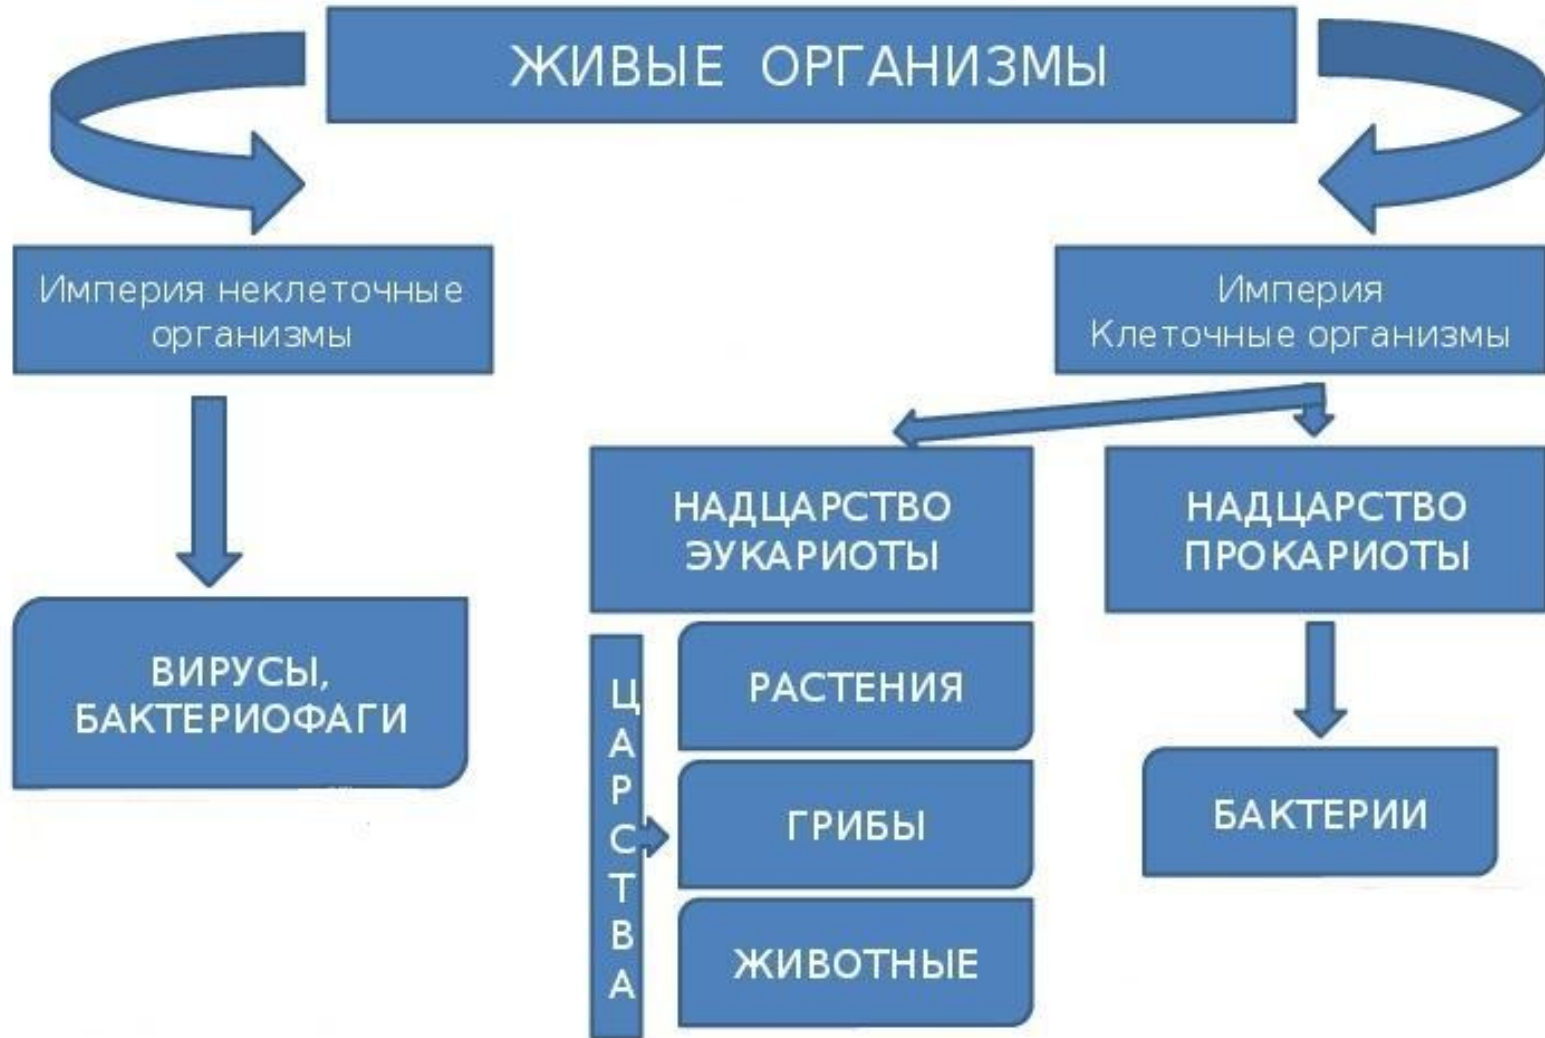 ЖИВЫЕ ОРГАНИЗМЫ
Империя неклеточные
организмы
Империя
Клеточные организмы
НАДЦАРСТВО
ЭУКАРИОТЫ
НАДЦАРСТВО
ПРОКАРИОТЫ
ВИРУСЫ,
БАКТЕРИОФАГИ
ЦАРСТВА
РАСТЕНИЯ
ГРИБЫ
ЖИВОТНЫЕ
БАКТЕРИИ